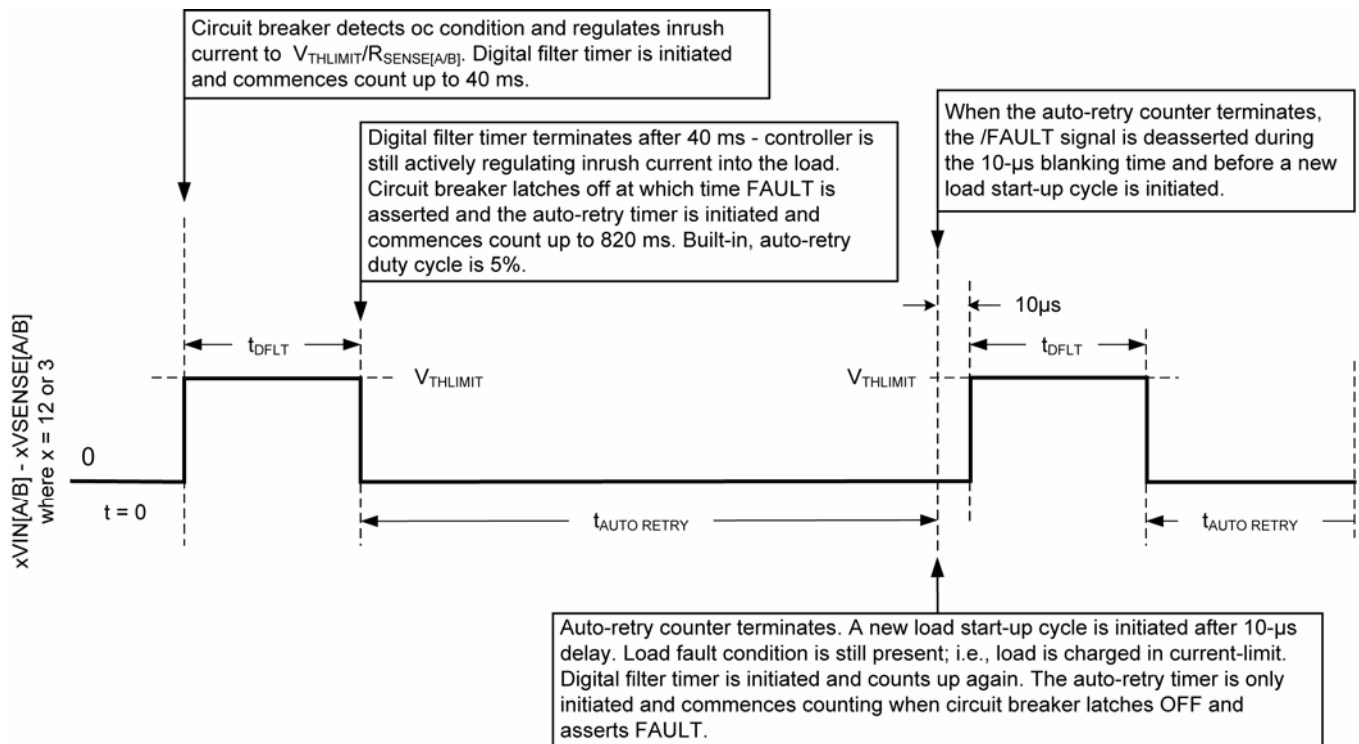 Circuit breaker detects oc condition and regulates inrush
current to VTHLIMIT/RSENSE[A/B]. Digital filter timer is initiated
and commences count up to 40 ms.
Digital filter timer terminates after 40 ms - controller is
still actively regulating inrush current into the load.
Circuit breaker latches off at which time FAULT is
asserted and the auto-retry timer is initiated and
commences count up to 820 ms. Built-in, auto-retry
duty cycle is 5%.
When the auto-retry counter terminates,
the /FAULT signal is deasserted during
the 10-µs blanking time and before a new
load start-up cycle is initiated.
10µs
tDFLT
tDFLT
VTHLIMIT
VTHLIMIT
xVIN[A/B] - xVSENSE[A/B]
where x = 12 or 3
0
t = 0
tAUTO RETRY
tAUTO RETRY
Auto-retry counter terminates. A new load start-up cycle is initiated after 10-µs
delay. Load fault condition is still present; i.e., load is charged in current-limit.
Digital filter timer is initiated and counts up again. The auto-retry timer is only
initiated and commences counting when circuit breaker latches OFF and
asserts FAULT.